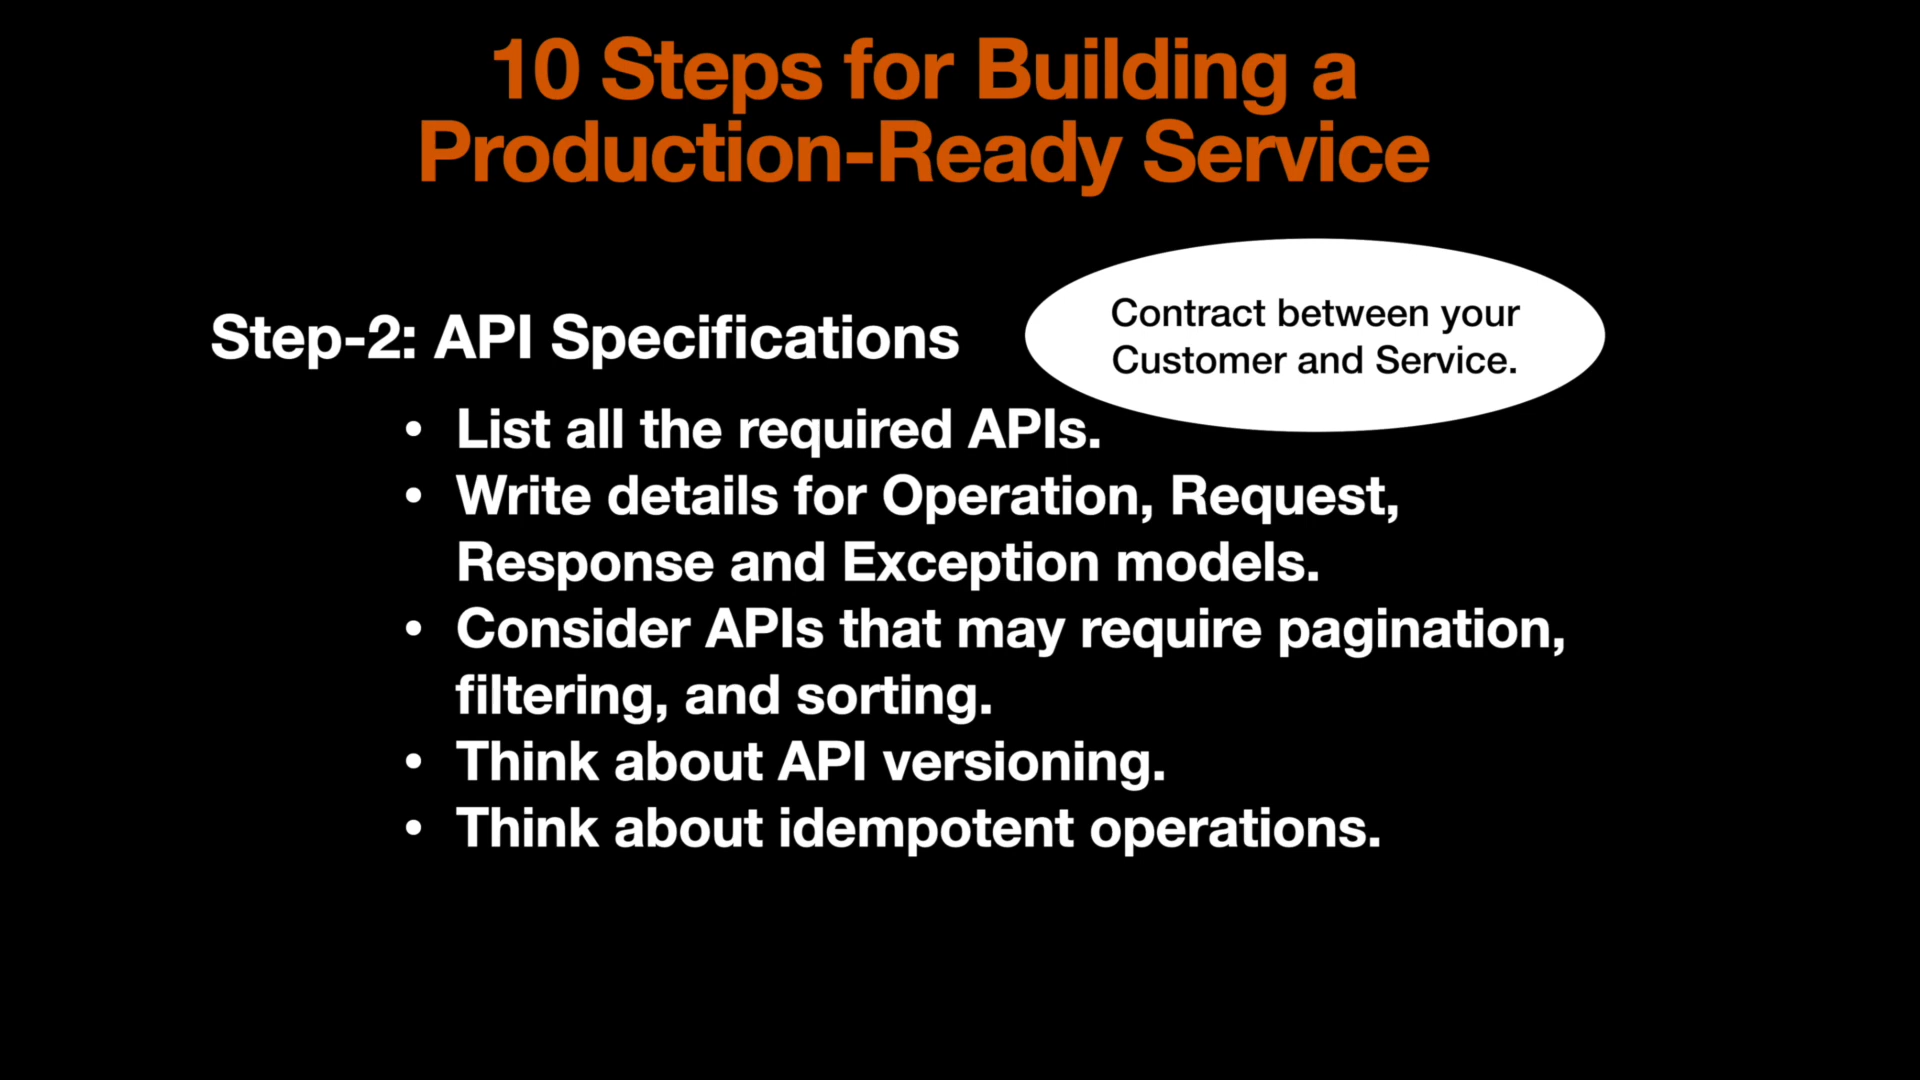 10 Steps for Building a
Production-Ready Service
Step-2: API Specifications
Contract between your
Customer and Service.
• List all the required APIs.
• Write details for Operation, Request,
Response and Exception models.
• Consider APIs that may require pagination,
filtering, and sorting.
• Think about API versioning.
• Think about idempotent operations.